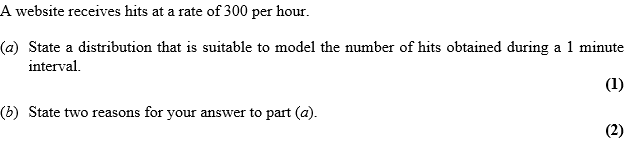 A website receives hits at a rate of 300 per hour.
(a) State a distribution that is suitable to model the number of hits obtained during a 1 minute
interval.
(1)
(b) State two reasons for your answer to part (a).
(2)